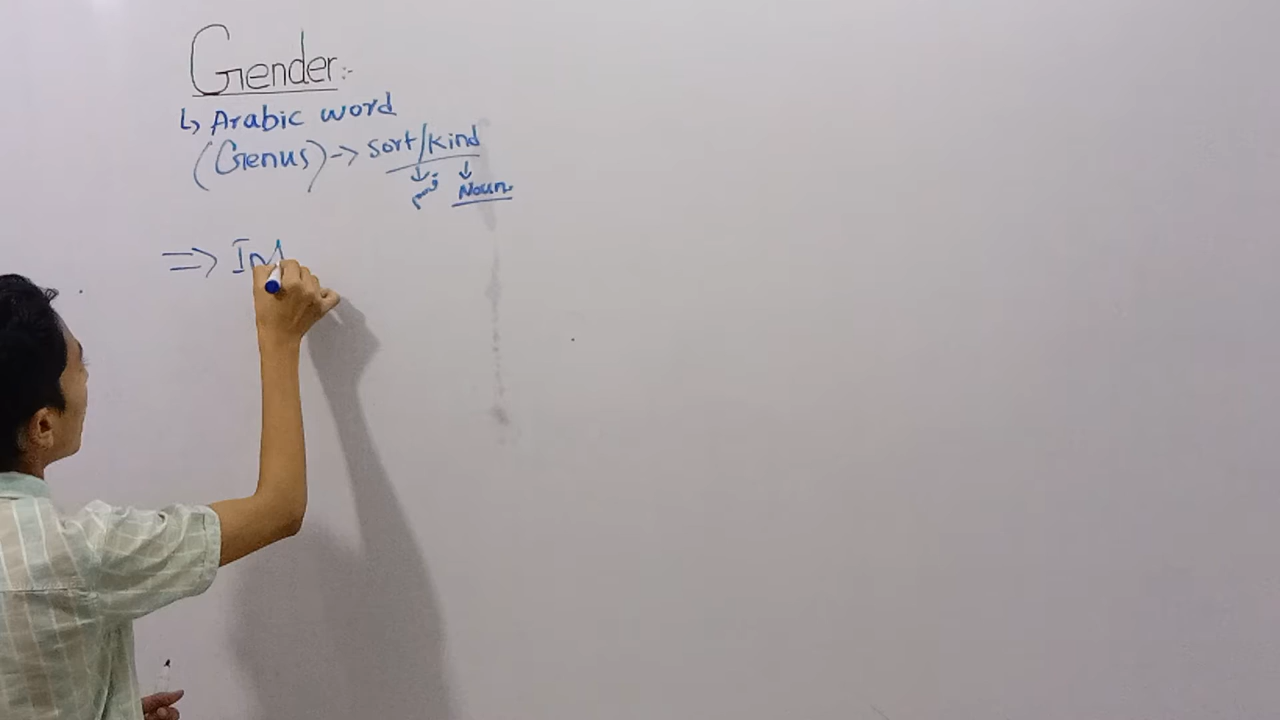 Gender:-
↳ Arabic word
(Genus) -> Sort/Kind
↓ ↓
قسم Noun
=> In